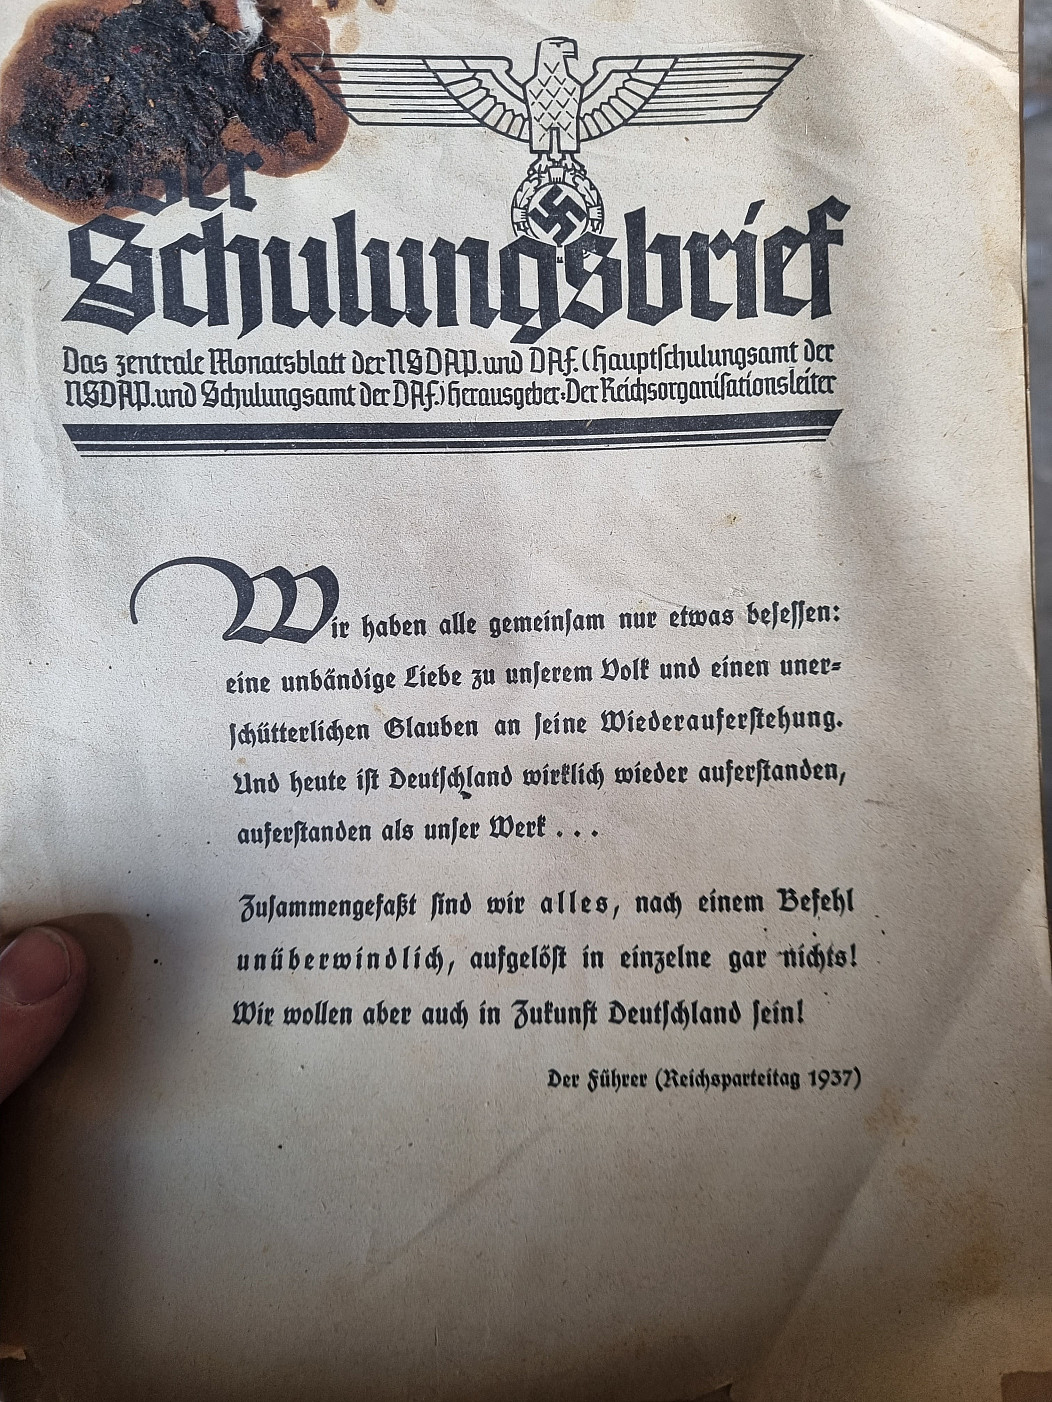 Der
Schulungsbrief
Das zentrale Monatsblatt der NSDAP. und DAF. (Hauptschulungsamt der
NSDAP. und Schulungsamt der DAF.) Herausgeber: Der Reichsorganisationsleiter
Wir haben alle gemeinsam nur etwas besessen:
eine unbändige Liebe zu unserem Volk und einen uner-
schütterlichen Glauben an seine Wiederauferstehung.
Und heute ist Deutschland wirklich wieder auferstanden,
auferstanden als unser Werk . . .
Zusammengefaßt sind wir alles, nach einem Befehl
unüberwindlich, aufgelöst in einzelne gar nichts!
Wir wollen aber auch in Zukunft Deutschland sein!
Der Führer (Reichsparteitag 1937)